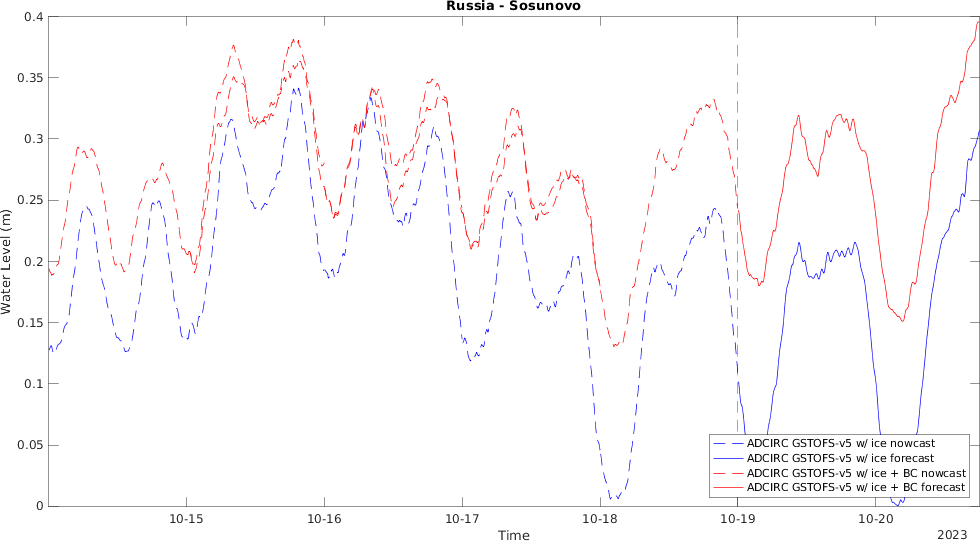 Russia - Sosunovo
0.4
0.35
0.3
0.25
0.2
0.15
0.1
0.05
0
Water Level (m)
ADCIRC GSTOFS-v5 w/ ice nowcast
ADCIRC GSTOFS-v5 w/ ice forecast
ADCIRC GSTOFS-v5 w/ ice + BC nowcast
ADCIRC GSTOFS-v5 w/ ice + BC forecast
10-15 10-16 10-17 10-18 10-19 10-20
Time
2023